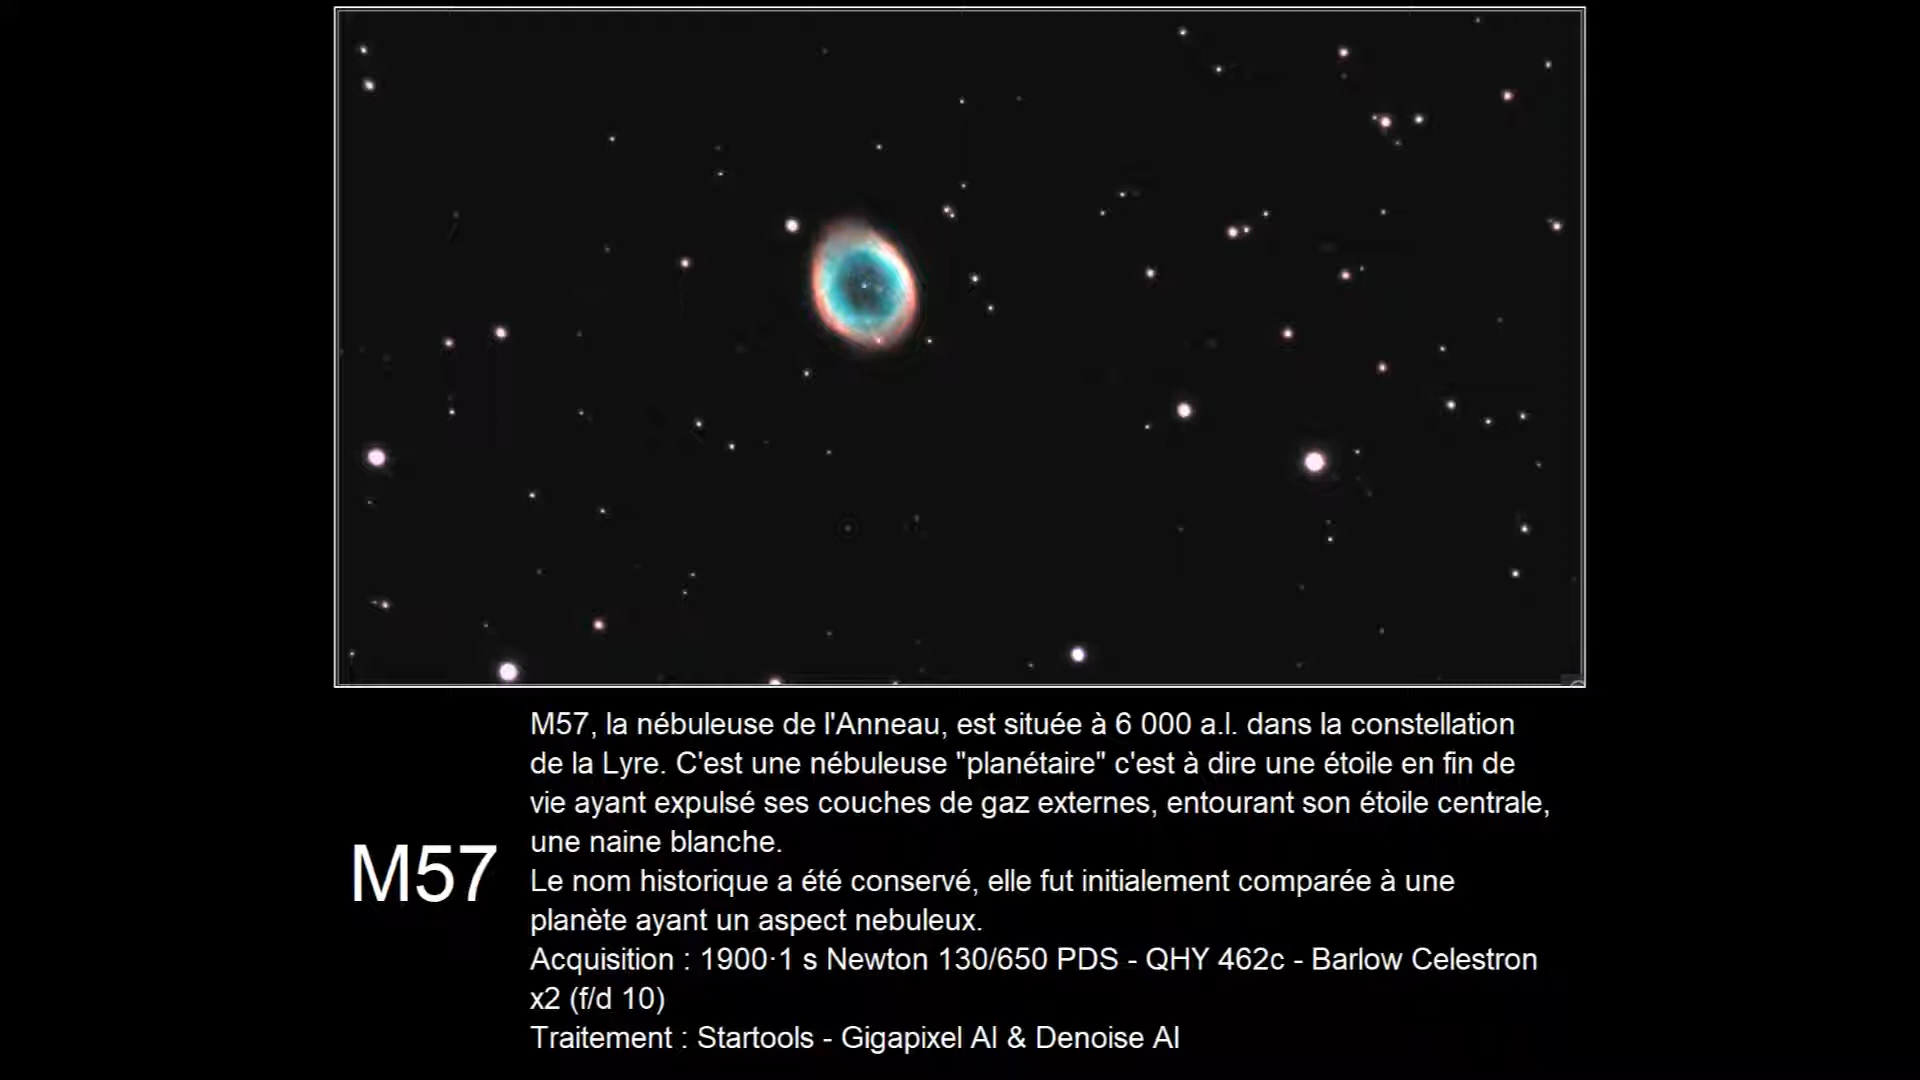 M57, la nébuleuse de l'Anneau, est située à 6 000 a.l. dans la constellation
de la Lyre. C'est une nébuleuse "planétaire" c'est à dire une étoile en fin de
vie ayant expulsé ses couches de gaz externes, entourant son étoile centrale,
une naine blanche.
M57
Le nom historique a été conservé, elle fut initialement comparée à une
planète ayant un aspect nebuleux.
Acquisition : 1900·1 s Newton 130/650 PDS - QHY 462c - Barlow Celestron
x2 (f/d 10)
Traitement : Startools - Gigapixel AI & Denoise AI